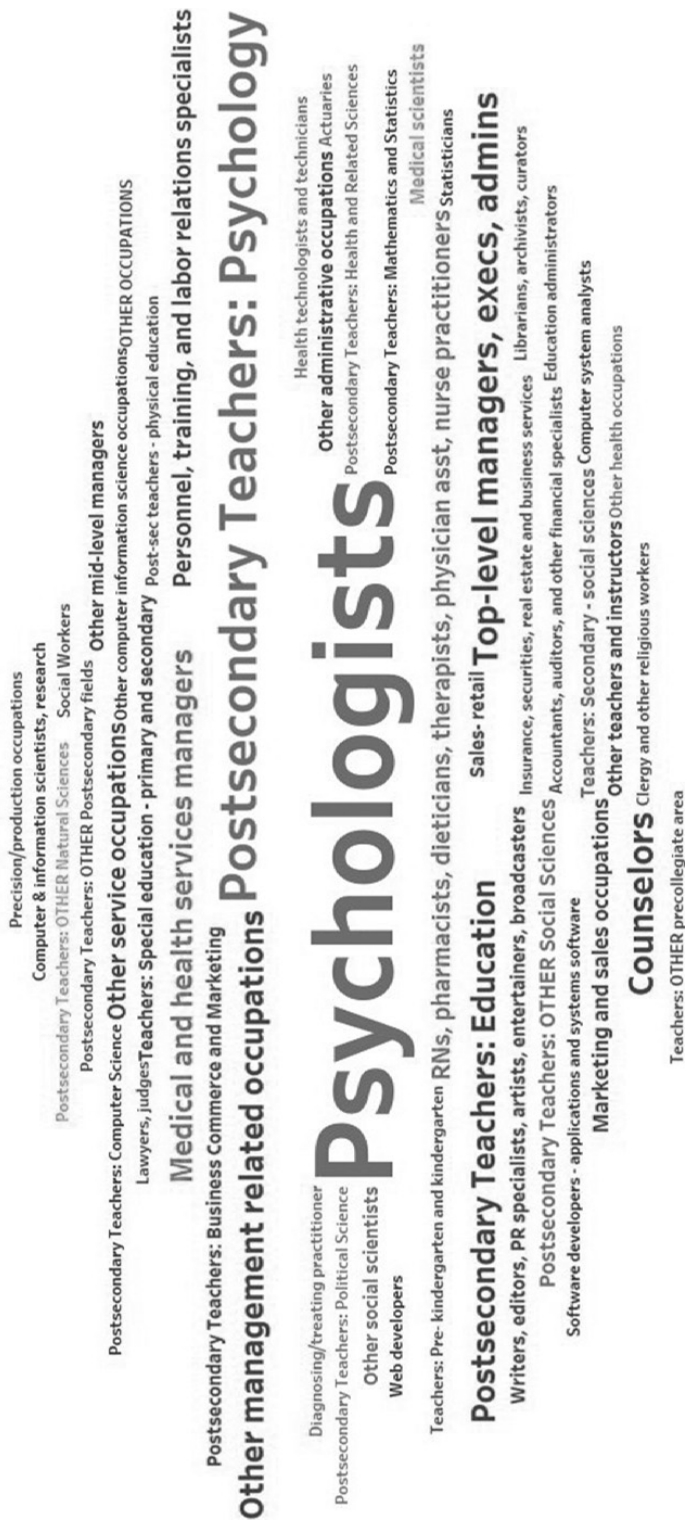 Precision/production occupations
Computer & information scientists, research
Postsecondary Teachers: OTHER Natural Sciences Social Workers
Postsecondary Teachers: OTHER Postsecondary fields Other mid-level managers
Postsecondary Teachers: Computer Science Other service occupations Other computer information science occupations OTHER OCCUPATIONS
Lawyers, judges Teachers: Special education - primary and secondary Post-sec teachers - physical education
Medical and health services managers Personnel, training, and labor relations specialists
Postsecondary Teachers: Business Commerce and Marketing Postsecondary Teachers: Psychology
Other management related occupations
Health technologists and technicians
Diagnosing/treating practitioner Other administrative occupations Actuaries
Postsecondary Teachers: Political Science Postsecondary Teachers: Health and Related Sciences
Other social scientists Psychologists
Web developers Postsecondary Teachers: Mathematics and Statistics
Medical scientists
Teachers: Pre- kindergarten and kindergarten RNs, pharmacists, dieticians, therapists, physician asst, nurse practitioners Statisticians
Postsecondary Teachers: Education Sales- retail Top-level managers, execs, admins
Writers, editors, PR specialists, artists, entertainers, broadcasters Insurance, securities, real estate and business services Librarians, archivists, curators
Postsecondary Teachers: OTHER Social Sciences Accountants, auditors, and other financial specialists Education administrators
Software developers - applications and systems software Teachers: Secondary - social sciences Computer system analysts
Marketing and sales occupations Other teachers and instructors Other health occupations
Counselors Clergy and other religious workers
Teachers: OTHER precollegiate area